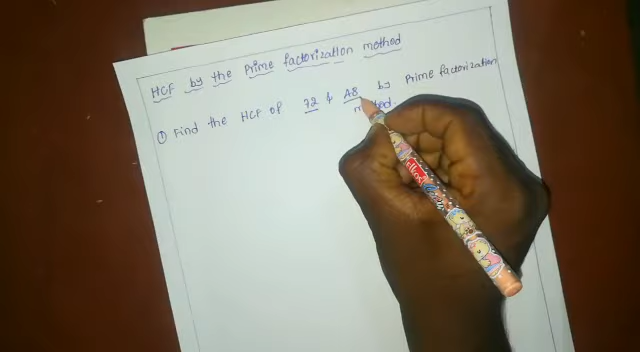 HCF by the Prime factorization method
① Find the HCF of 72 & 48 by Prime factorization
method.